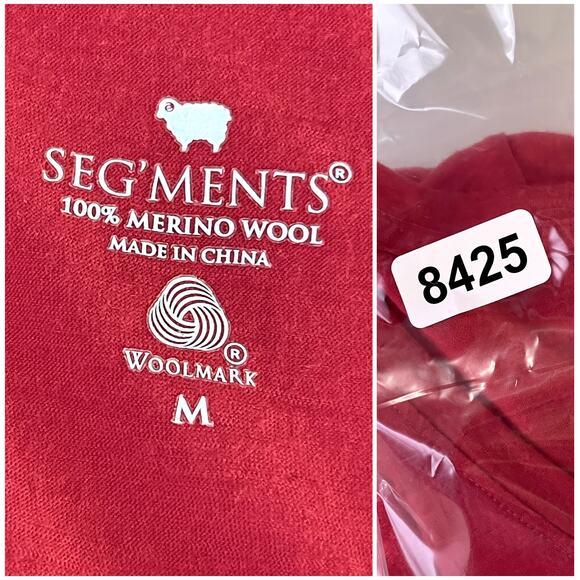 SEG'MENTS®
100% MERINO WOOL
MADE IN CHINA
®
WOOLMARK
M
8425